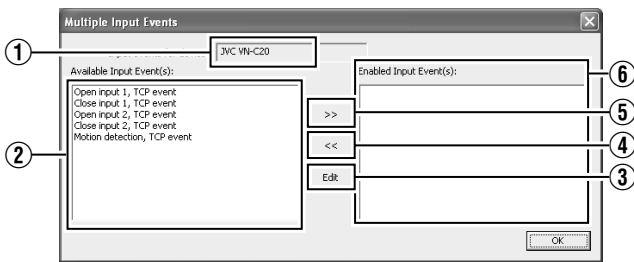 Multiple Input Events
① JVC VN-C20
Available Input Event(s):
Enabled Input Event(s):
⑥
Open input 1, TCP event
Close input 1, TCP event
Open input 2, TCP event
Close input 2, TCP event
Motion detection, TCP event
②
>> ⑤
<< ④
Edit ③
OK